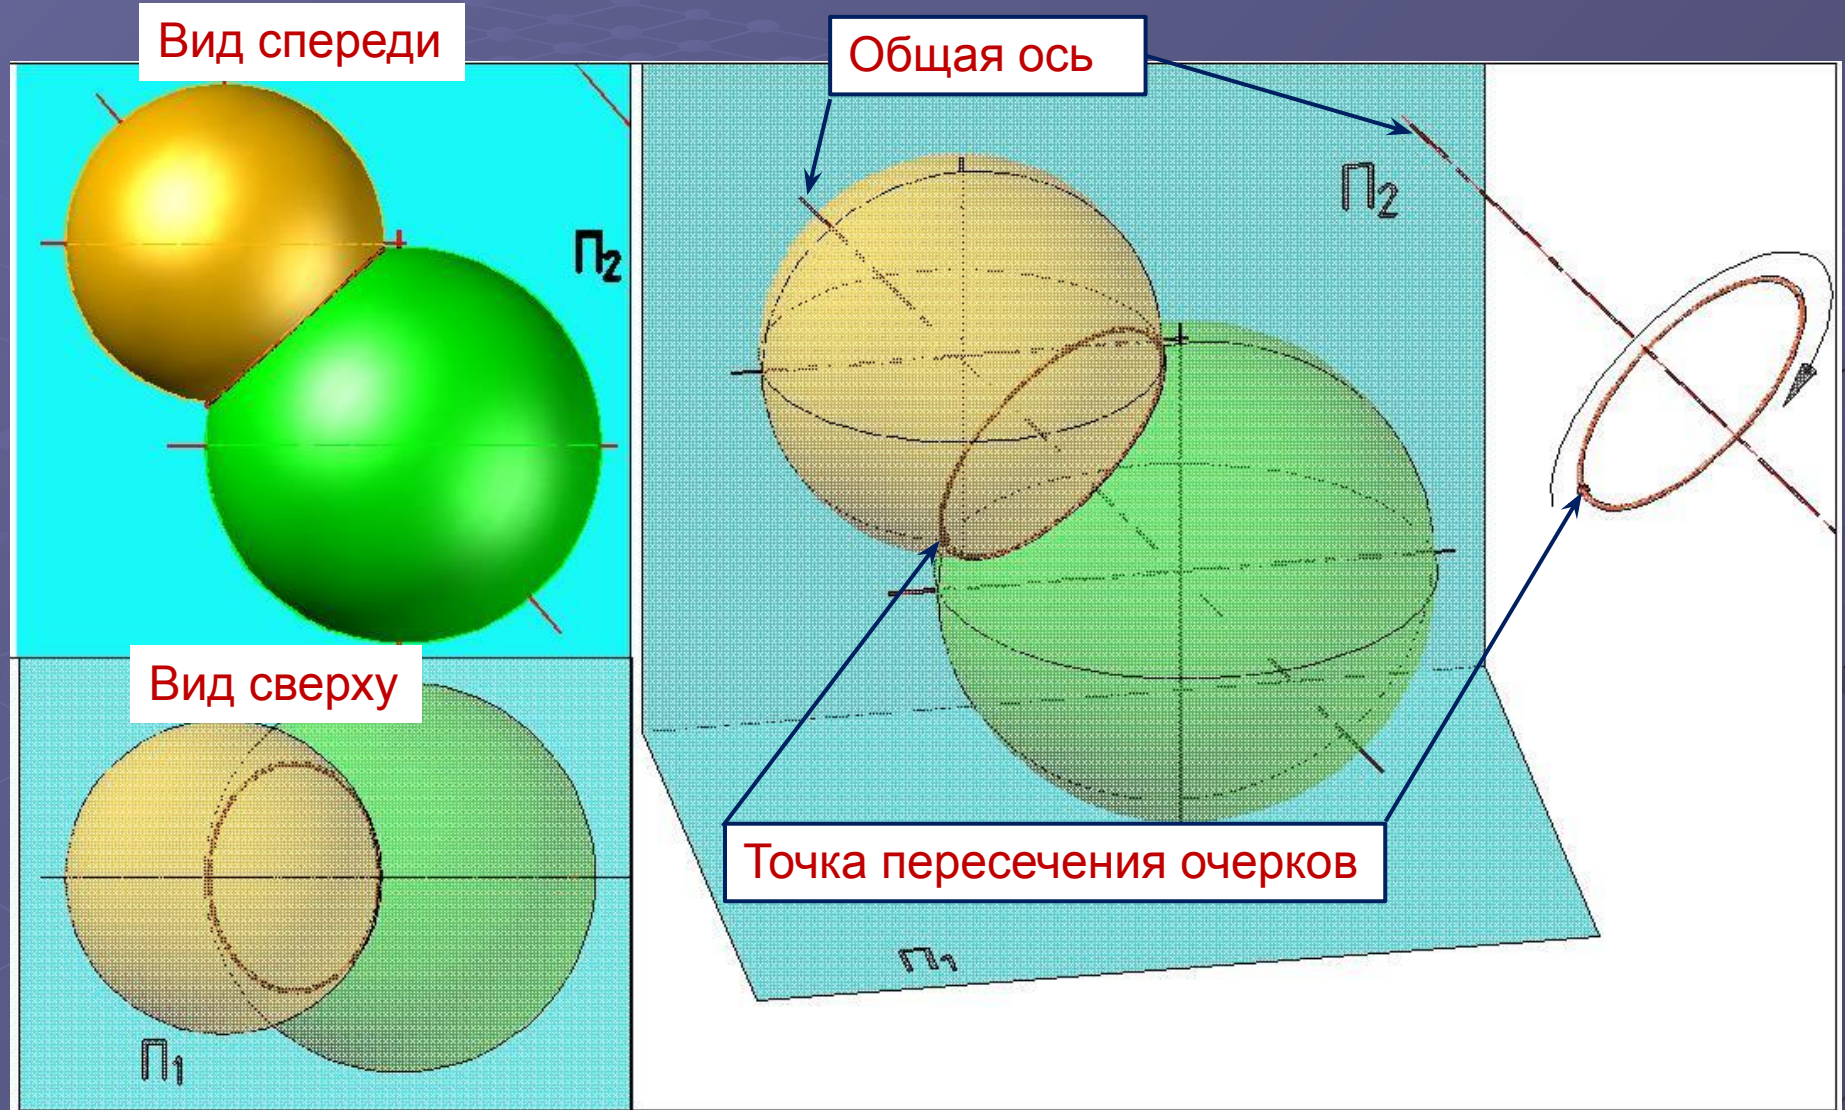 Вид спереди
Общая ось
П2
П2
Вид сверху
Точка пересечения очерков
П1
П1